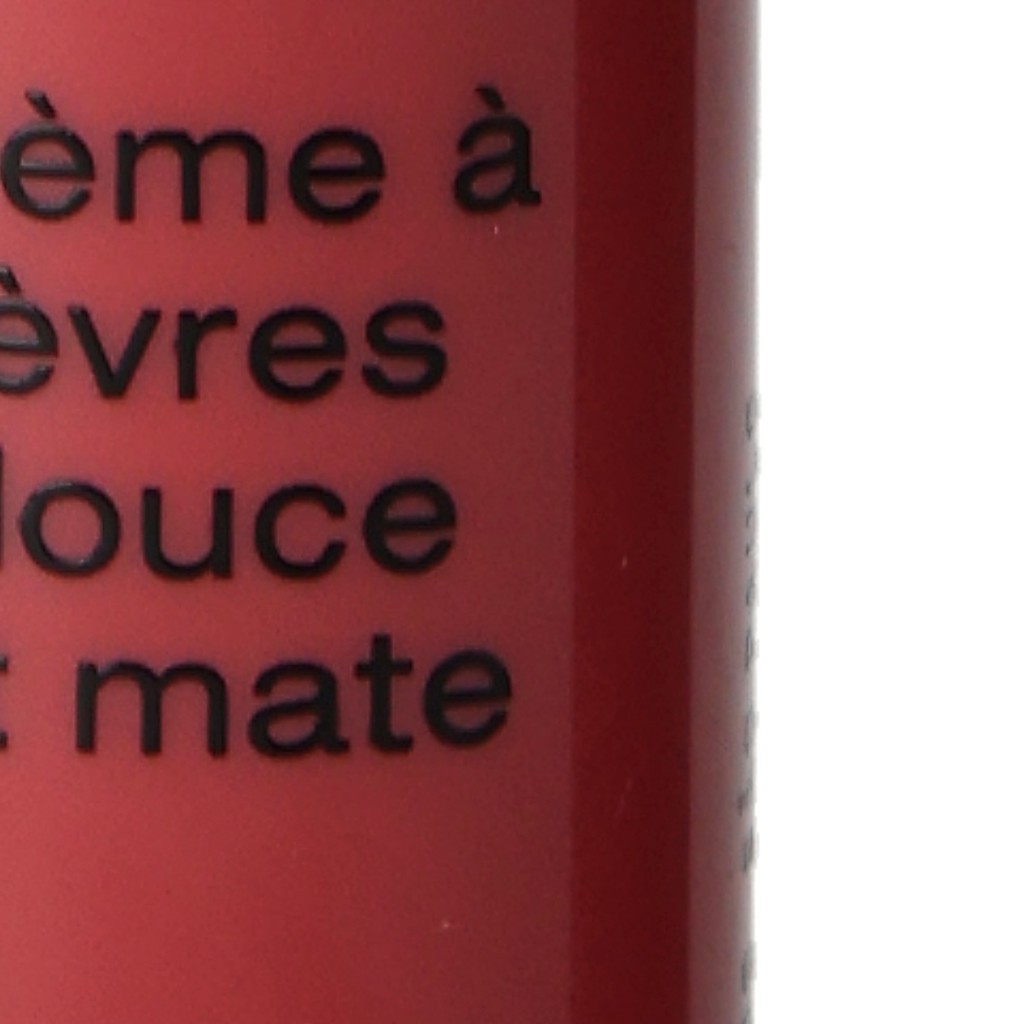 ème à
èvres
louce
t mate